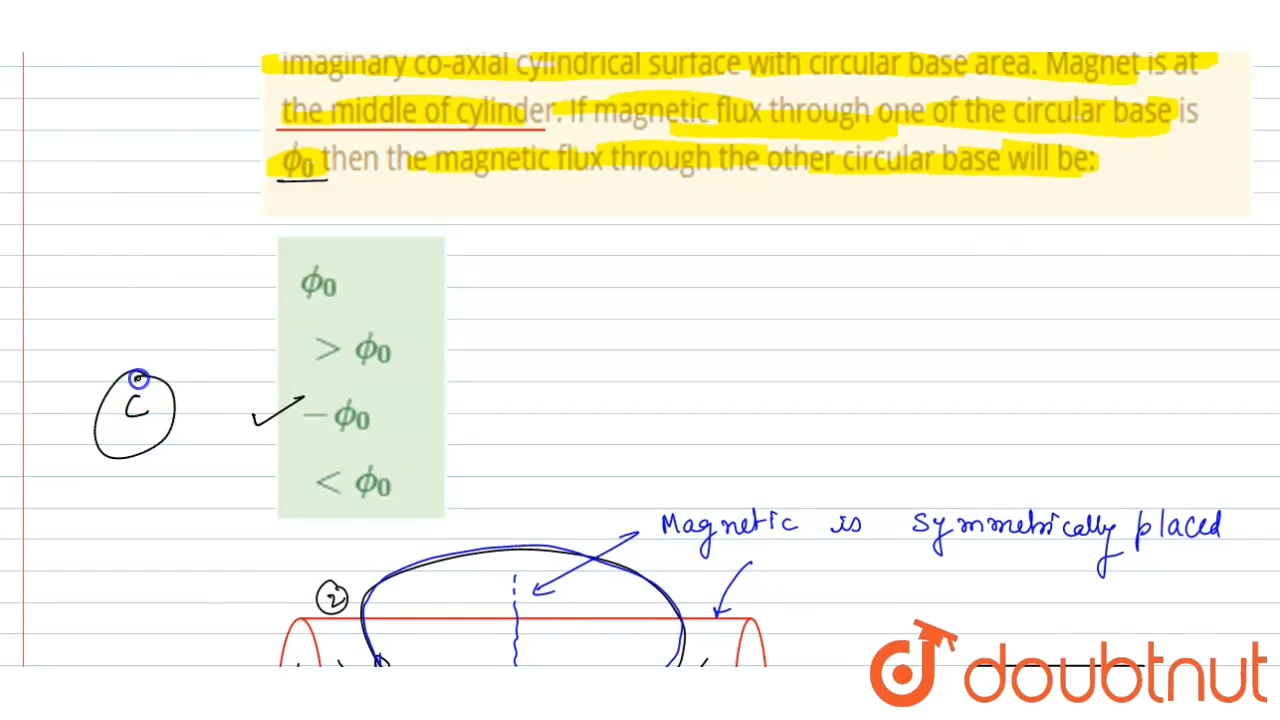 imaginary co-axial cylindrical surface with circular base area. Magnet is at
the middle of cylinder. If magnetic flux through one of the circular base is
ϕ0 then the magnetic flux through the other circular base will be:
ϕ0
> ϕ0
C
− ϕ0
< ϕ0
Magnetic is symmetrically placed
2
doubtnut